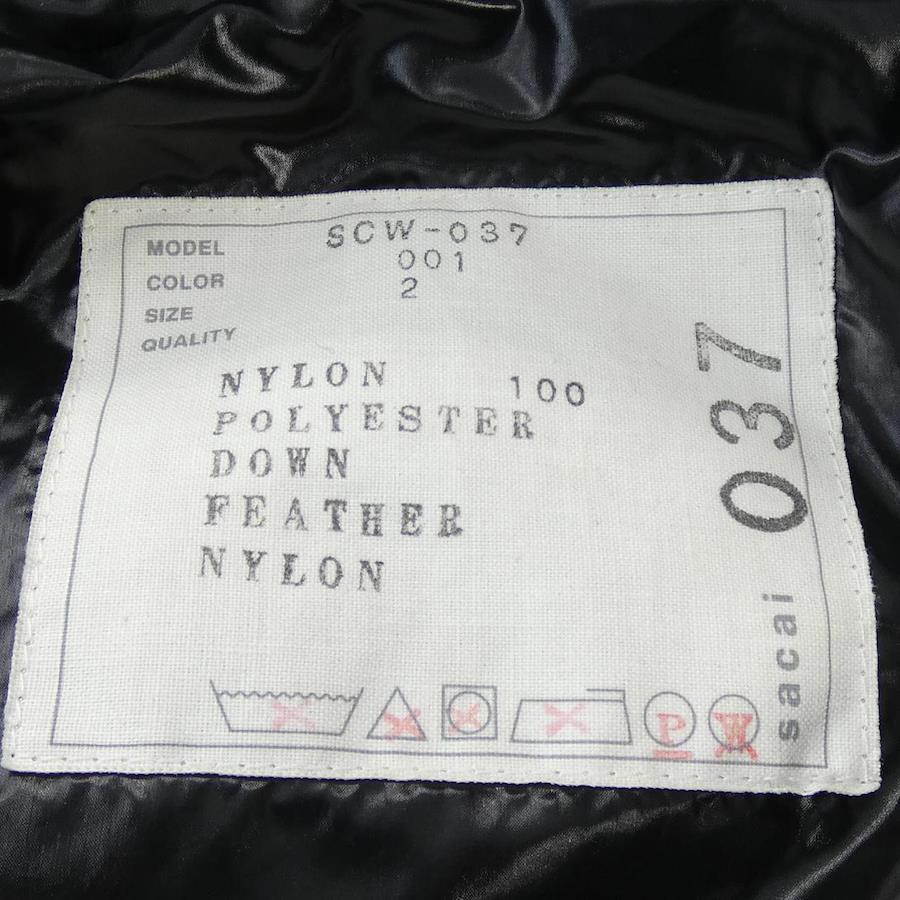 MODEL SCW-037
COLOR 001
SIZE 2
QUALITY
NYLON 100
POLYESTER
DOWN
FEATHER
NYLON
P
W
sacai 037